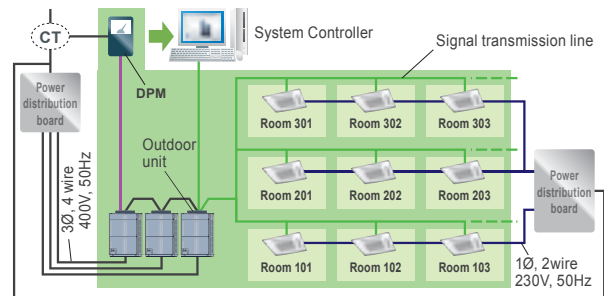 CT
System Controller
Signal transmission line
DPM
Power
distribution
board
Outdoor
unit
3Ø, 4 wire
400V, 50Hz
Room 301
Room 302
Room 303
Room 201
Room 202
Room 203
Room 101
Room 102
Room 103
Power
distribution
board
1Ø, 2wire
230V, 50Hz